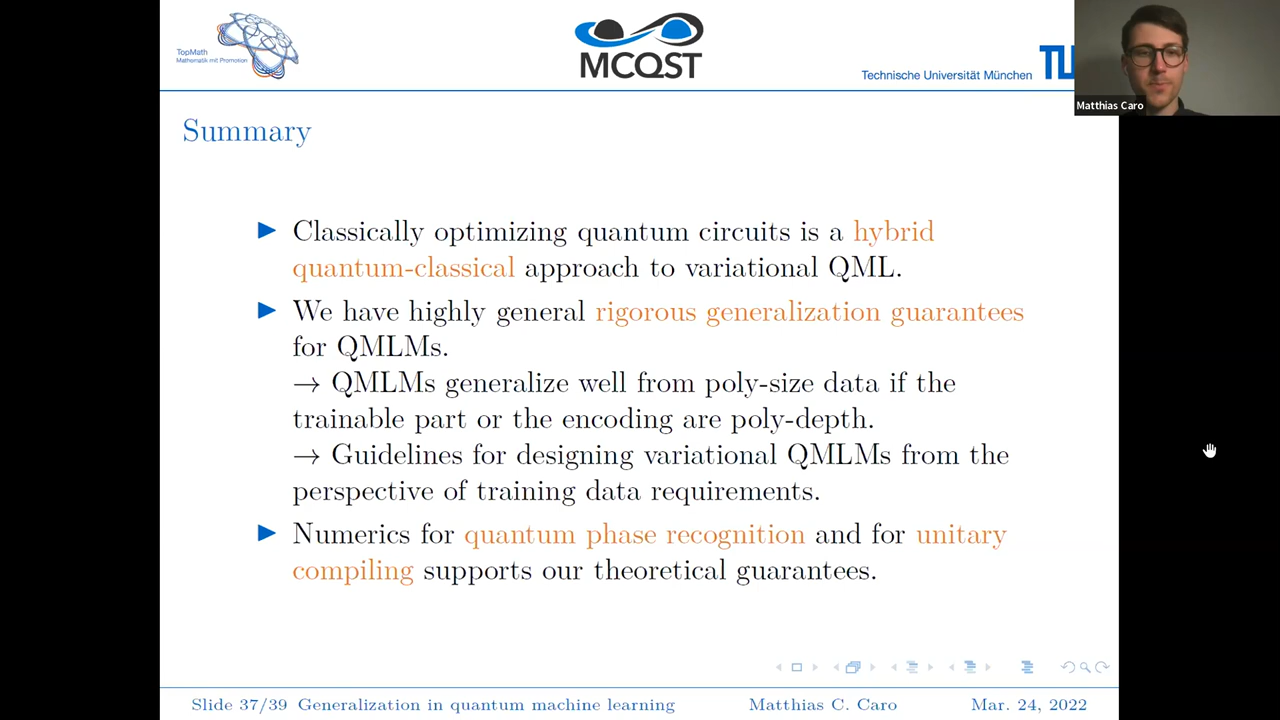 TopMath
Mathematik mit Promotion
MCQST
Technische Universität München
Matthias Caro
Summary
Classically optimizing quantum circuits is a hybrid
quantum-classical approach to variational QML.
We have highly general rigorous generalization guarantees
for QMLMs.
→ QMLMs generalize well from poly-size data if the
trainable part or the encoding are poly-depth.
→ Guidelines for designing variational QMLMs from the
perspective of training data requirements.
Numerics for quantum phase recognition and for unitary
compiling supports our theoretical guarantees.
Slide 37/39 Generalization in quantum machine learning Matthias C. Caro Mar. 24, 2022